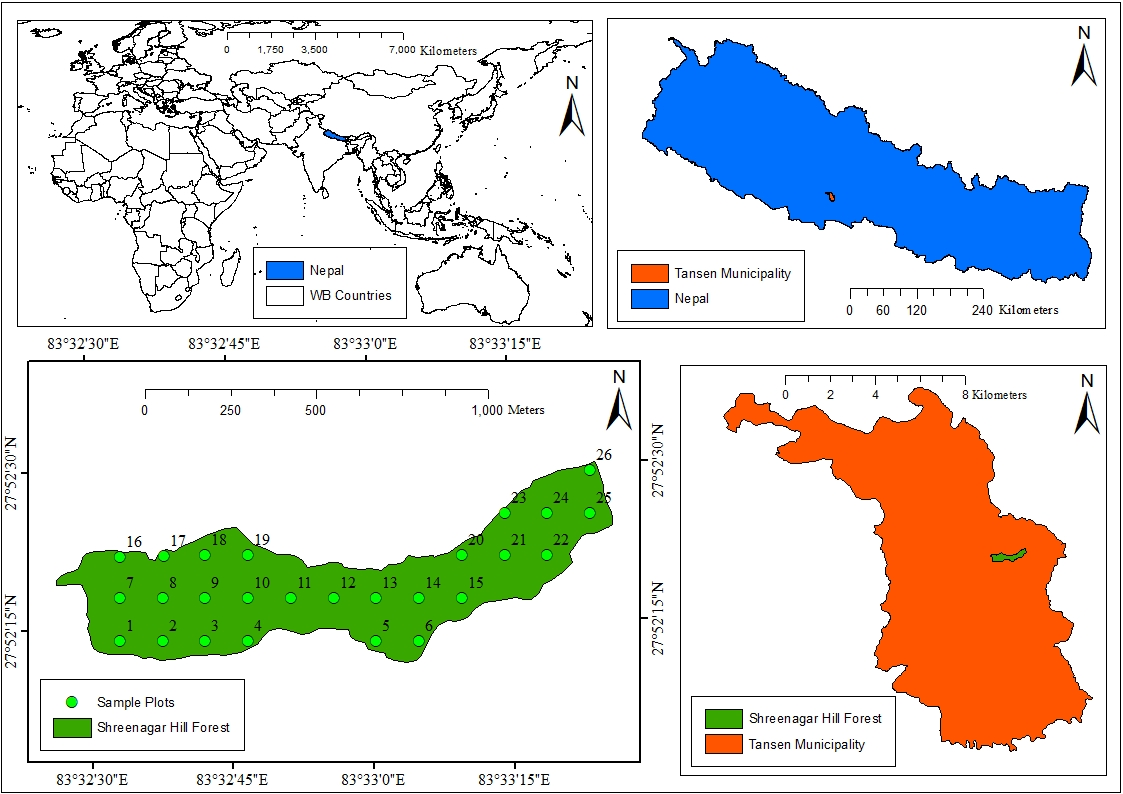 0 1,750 3,500 7,000 Kilometers
N
Nepal
WB Countries
N
Tansen Municipality
Nepal
0 60 120 240 Kilometers
83°32'30"E 83°32'45"E 83°33'0"E 83°33'15"E
0 250 500 1,000 Meters
N
27°52'30"N
27°52'15"N
27°52'30"N
27°52'15"N
26
23 24 25
20 21 22
16 17 18 19
7 8 9 10 11 12 13 14 15
1 2 3 4 5 6
Sample Plots
Shreenagar Hill Forest
83°32'30"E 83°32'45"E 83°33'0"E 83°33'15"E
0 2 4 8 Kilometers
N
Shreenagar Hill Forest
Tansen Municipality